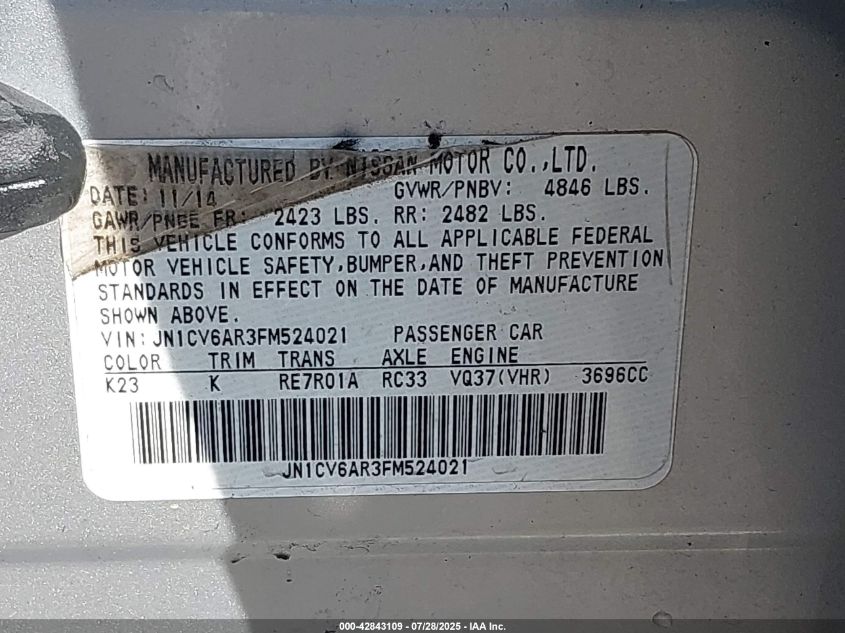 MANUFACTURED BY NISSAN MOTOR CO.,LTD.
DATE: 11/14 GVWR/PNBV: 4846 LBS.
GAWR/PNBE FR: 2423 LBS. RR: 2482 LBS.
THIS VEHICLE CONFORMS TO ALL APPLICABLE FEDERAL
MOTOR VEHICLE SAFETY,BUMPER,AND THEFT PREVENTION
STANDARDS IN EFFECT ON THE DATE OF MANUFACTURE
SHOWN ABOVE.
VIN: JN1CV6AR3FM524021 PASSENGER CAR
COLOR TRIM TRANS AXLE ENGINE
K23 K RE7R01A RC33 VQ37(VHR) 3696CC
JN1CV6AR3FM524021
000-42843109 - 07/28/2025 - IAA Inc.